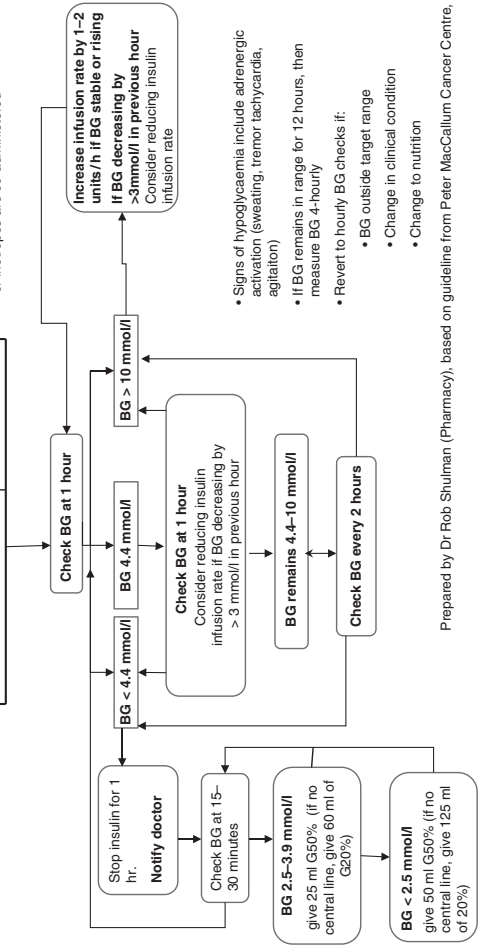 Check BG at 1 hour
BG < 4.4 mmol/l
BG 4.4 mmol/l
BG > 10 mmol/l
Increase infusion rate by 1–2
units/h if BG stable or rising
If BG decreasing by
>3mmol/l in previous hour
Consider reducing insulin
infusion rate
Stop insulin for 1
hr.
Notify doctor
Check BG at 1 hour
Consider reducing insulin
infusion rate if BG decreasing by
> 3 mmol/l in previous hour
Check BG at 15–
30 minutes
BG remains 4.4–10 mmol/l
BG 2.5–3.9 mmol/l
give 25 ml G50% (if no
central line, give 60 ml of
G20%)
Check BG every 2 hours
BG < 2.5 mmol/l
give 50 ml G50% (if no
central line, give 125 ml
of 20%)
• Signs of hypoglycaemia include adrenergic
activation (sweating, tremor tachycardia,
agitaiton)
• If BG remains in range for 12 hours, then
measure BG 4-hourly
• Revert to hourly BG checks if:
• BG outside target range
• Change in clinical condition
• Change to nutrition
Prepared by Dr Rob Shulman (Pharmacy), based on guideline from Peter MacCallum Cancer Centre,